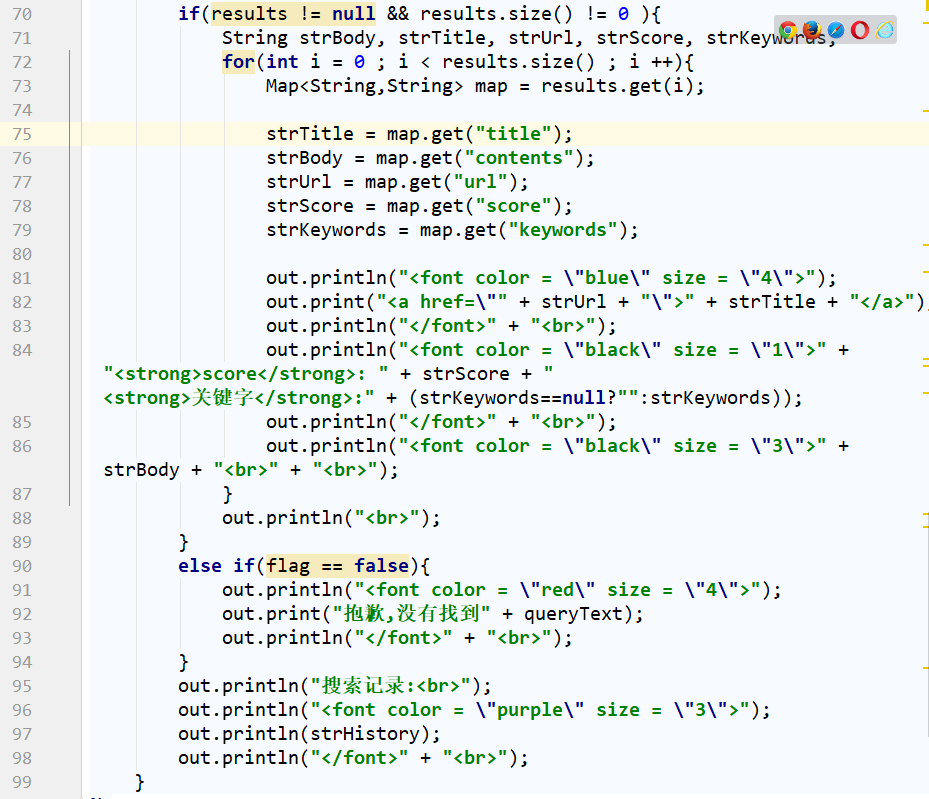 70 if(results != null && results.size() != 0 ){
71 String strBody, strTitle, strUrl, strScore, strKeywords;
72 for(int i = 0 ; i < results.size() ; i ++){
73 Map<String,String> map = results.get(i);
74
75 strTitle = map.get("title");
76 strBody = map.get("contents");
77 strUrl = map.get("url");
78 strScore = map.get("score");
79 strKeywords = map.get("keywords");
80
81 out.println("<font color = \"blue\" size = \"4\">");
82 out.print("<a href=\"" + strUrl + "\">" + strTitle + "</a>")
83 out.println("</font>" + "<br>");
84 out.println("<font color = \"black\" size = \"1\">" +
"<strong>score</strong>: " + strScore + "
<strong>关键字</strong>:" + (strKeywords==null?"":strKeywords));
85 out.println("</font>" + "<br>");
86 out.println("<font color = \"black\" size = \"3\">" +
strBody + "<br>" + "<br>");
87 }
88 out.println("<br>");
89 }
90 else if(flag == false){
91 out.println("<font color = \"red\" size = \"4\">");
92 out.print("抱歉,没有找到" + queryText);
93 out.println("</font>" + "<br>");
94 }
95 out.println("搜索记录:<br>");
96 out.println("<font color = \"purple\" size = \"3\">");
97 out.println(strHistory);
98 out.println("</font>" + "<br>");
99 }